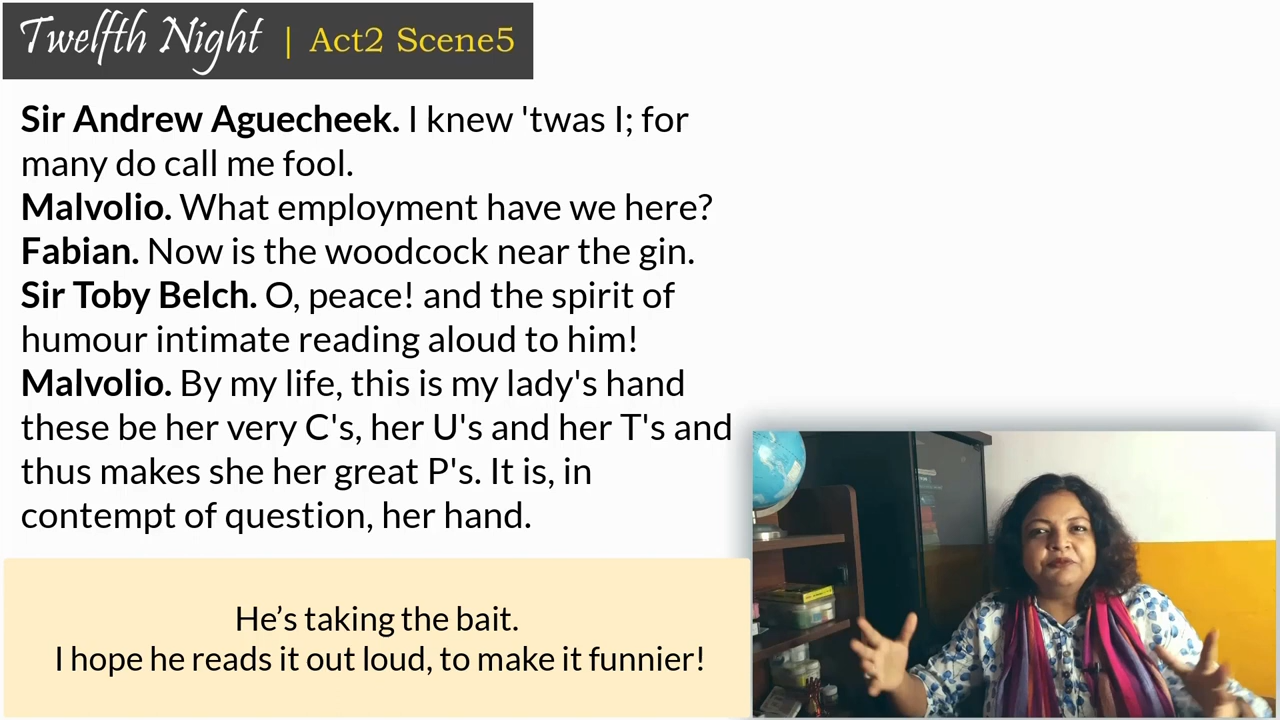 Twelfth Night | Act2 Scene5
Sir Andrew Aguecheek. I knew 'twas I; for
many do call me fool.
Malvolio. What employment have we here?
Fabian. Now is the woodcock near the gin.
Sir Toby Belch. O, peace! and the spirit of
humour intimate reading aloud to him!
Malvolio. By my life, this is my lady's hand
these be her very C's, her U's and her T's and
thus makes she her great P's. It is, in
contempt of question, her hand.
He’s taking the bait.
I hope he reads it out loud, to make it funnier!